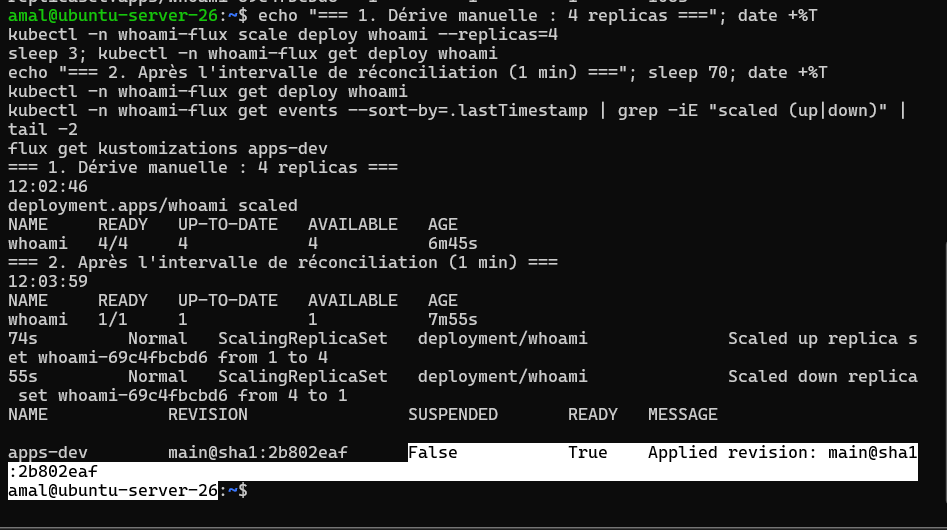 amal@ubuntu-server-26:~$ echo "=== 1. Dérive manuelle : 4 replicas ==="; date +%T
kubectl -n whoami-flux scale deploy whoami --replicas=4
sleep 3; kubectl -n whoami-flux get deploy whoami
echo "=== 2. Après l'intervalle de réconciliation (1 min) ==="; sleep 70; date +%T
kubectl -n whoami-flux get deploy whoami
kubectl -n whoami-flux get events --sort-by=.lastTimestamp | grep -iE "scaled (up|down)" |
tail -2
flux get kustomizations apps-dev
=== 1. Dérive manuelle : 4 replicas ===
12:02:46
deployment.apps/whoami scaled
NAME     READY   UP-TO-DATE   AVAILABLE   AGE
whoami   4/4     4            4           6m45s
=== 2. Après l'intervalle de réconciliation (1 min) ===
12:03:59
NAME     READY   UP-TO-DATE   AVAILABLE   AGE
whoami   1/1     1            1           7m55s
74s         Normal   ScalingReplicaSet   deployment/whoami              Scaled up replica s
et whoami-69c4fbcbd6 from 1 to 4
55s         Normal   ScalingReplicaSet   deployment/whoami              Scaled down replica
 set whoami-69c4fbcbd6 from 4 to 1
NAME            REVISION                SUSPENDED       READY   MESSAGE
apps-dev        main@sha1:2b802eaf      False           True    Applied revision: main@sha1
:2b802eaf
amal@ubuntu-server-26:~$